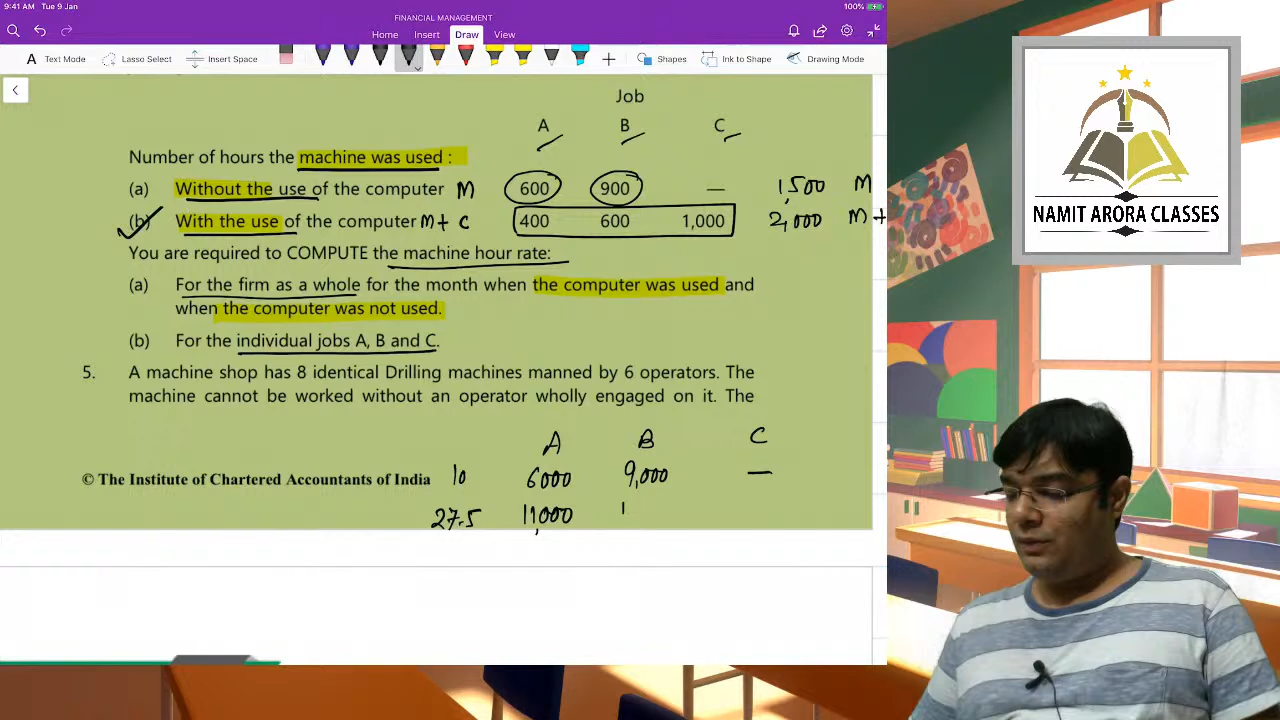 9:41 AM Tue 9 Jan
100%
FINANCIAL MANAGEMENT
Home Insert Draw View
A Text Mode Lasso Select Insert Space Shapes Ink to Shape Drawing Mode
Job
A B C
Number of hours the machine was used :
(a) Without the use of the computer M 600 900 — 1,500 M
(b) With the use of the computer M+ C 400 600 1,000 2,000 M+
You are required to COMPUTE the machine hour rate:
(a) For the firm as a whole for the month when the computer was used and
when the computer was not used.
(b) For the individual jobs A, B and C.
5. A machine shop has 8 identical Drilling machines manned by 6 operators. The
machine cannot be worked without an operator wholly engaged on it. The
A B C
© The Institute of Chartered Accountants of India 10 6000 9,000 —
27.5 11,000 1
NAMIT ARORA CLASSES